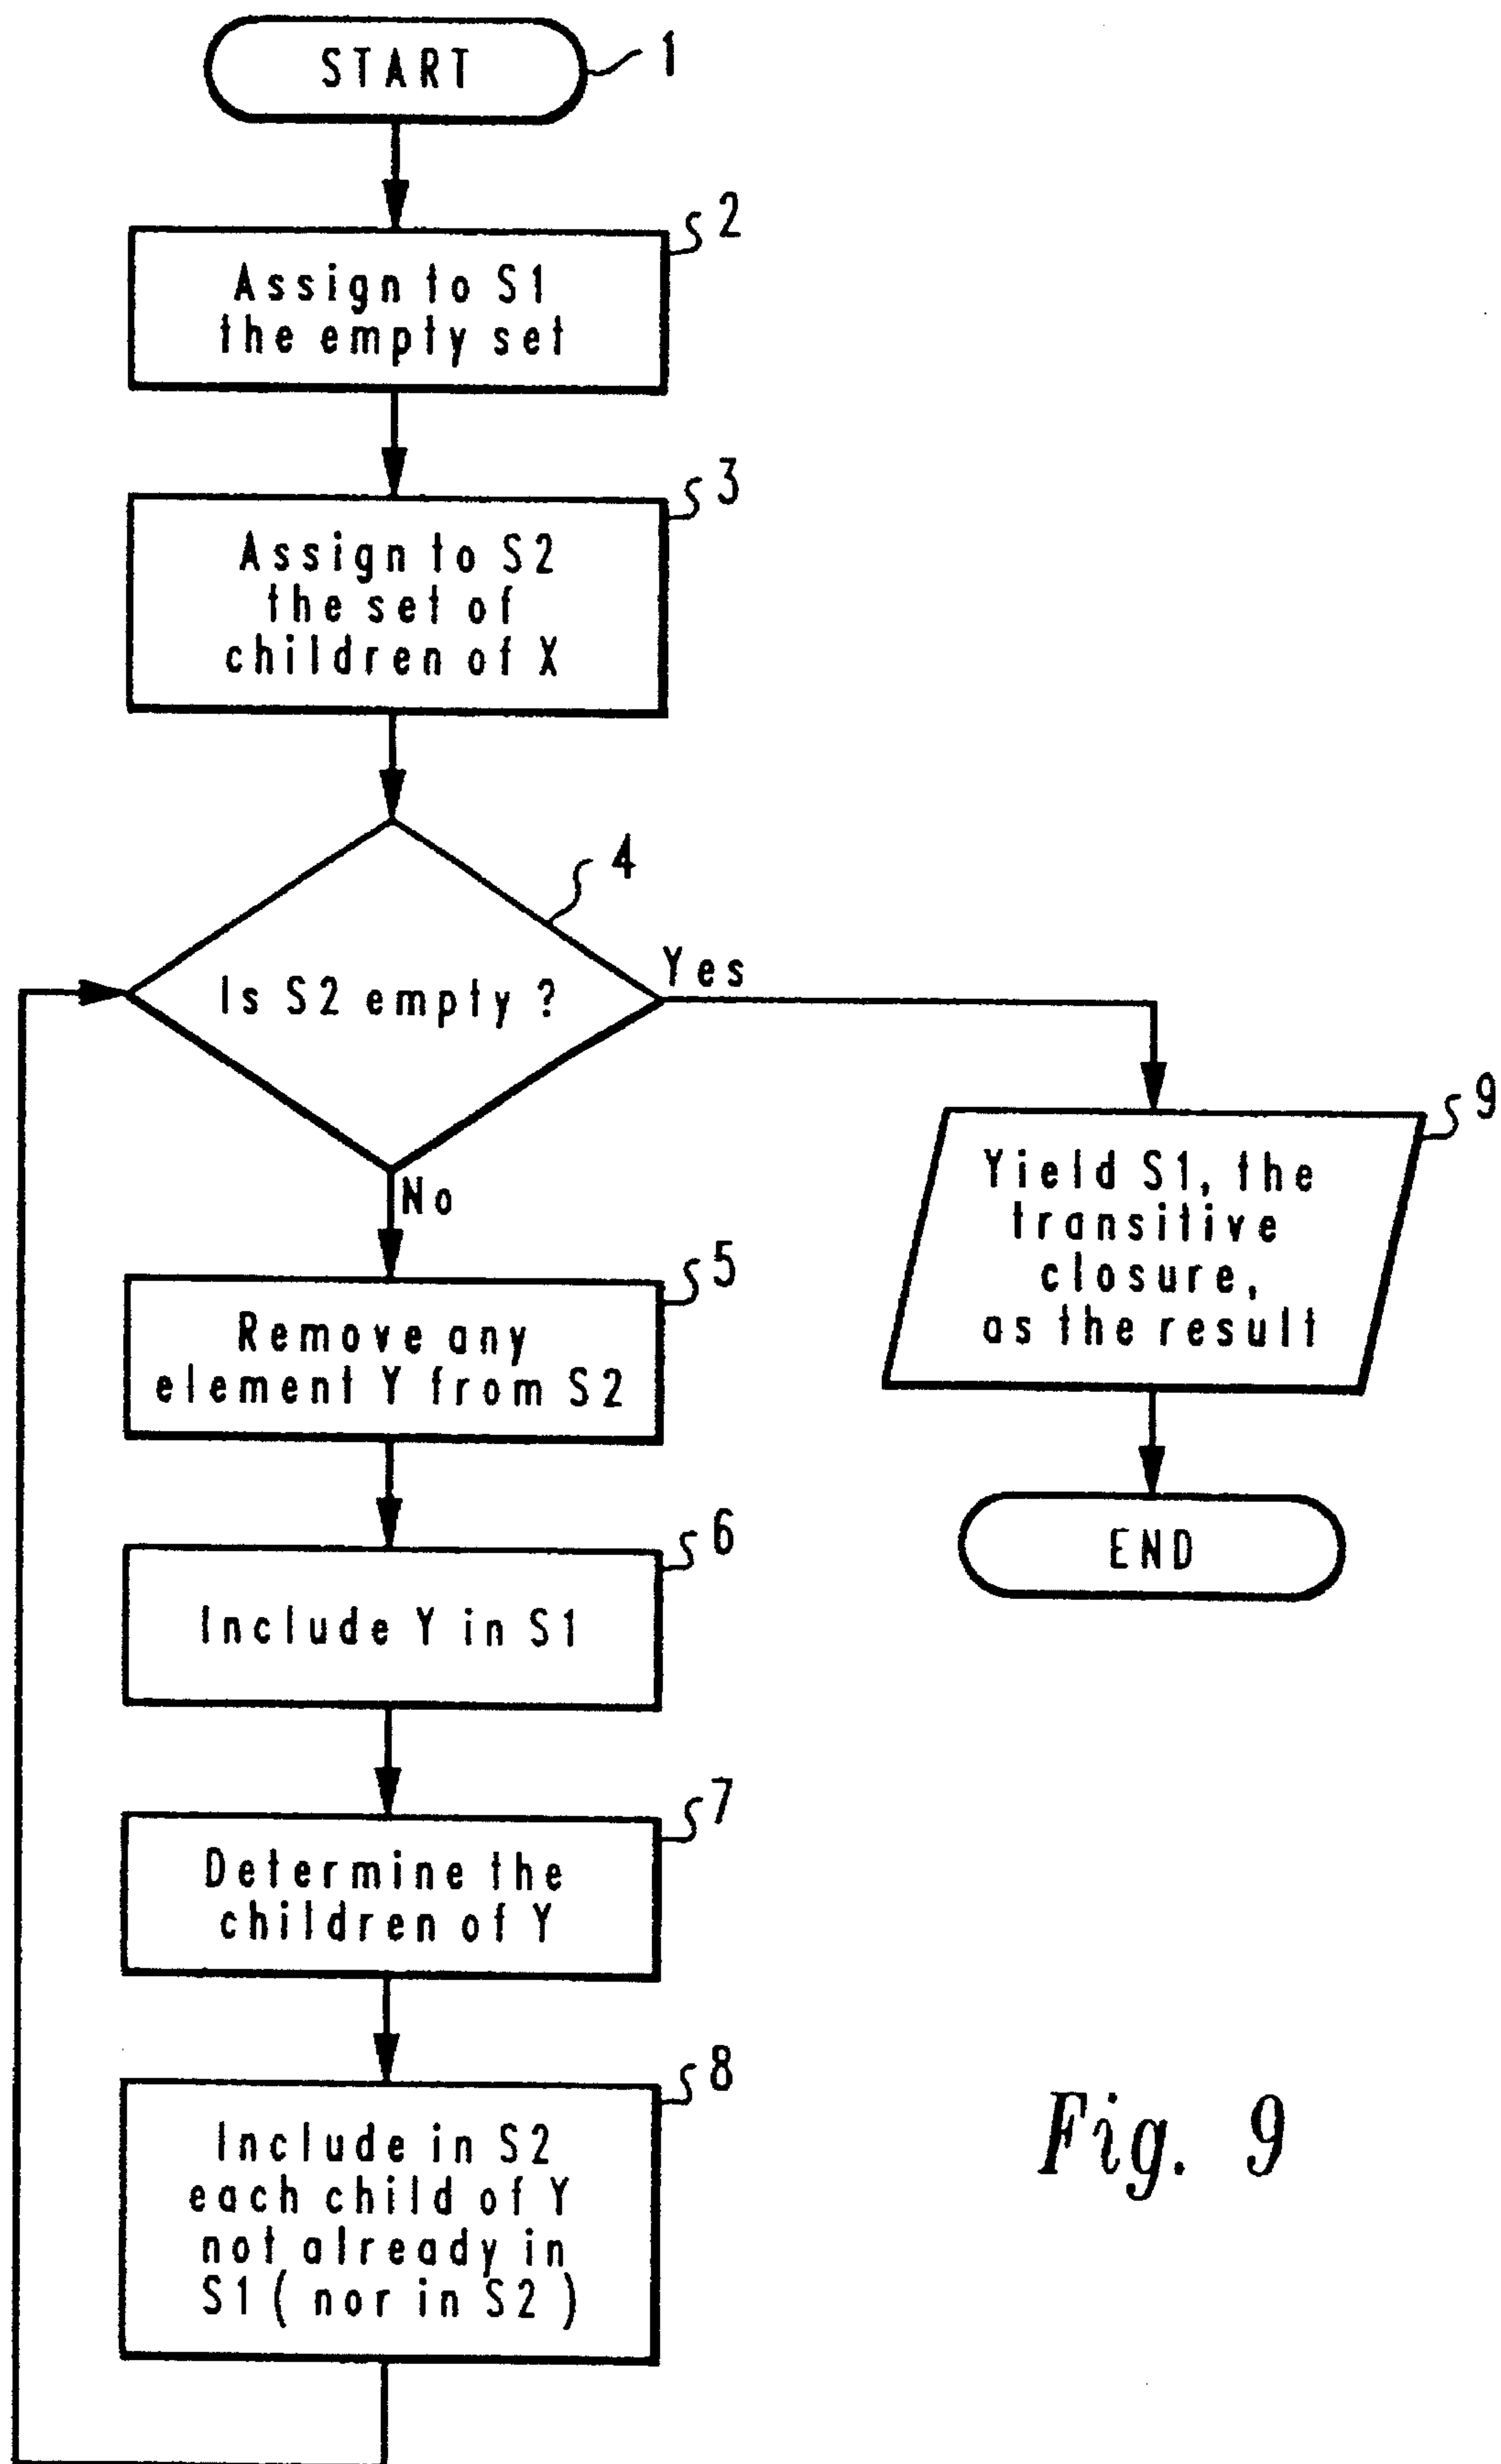 START
1
2
Assign to S1
the empty set
3
Assign to S2
the set of
children of X
4
Is S2 empty ?
Yes
No
9
Yield S1, the
transitive
closure,
as the result
END
5
Remove any
element Y from S2
6
Include Y in S1
7
Determine the
children of Y
8
Include in S2
each child of Y
not already in
S1 ( nor in S2 )
Fig. 9